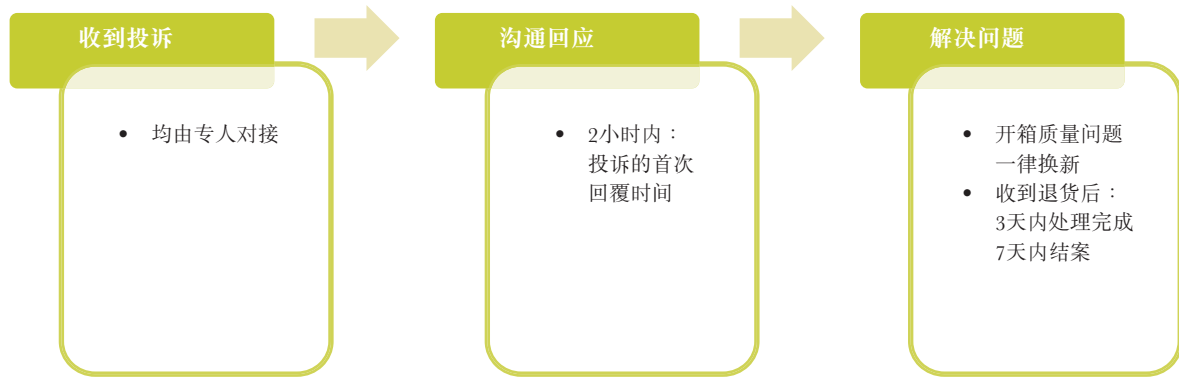 收到投诉
• 均由专人对接
沟通回应
• 2小时内：
投诉的首次
回覆时间
解决问题
• 开箱质量问题
一律换新
• 收到退货后：
3天内处理完成
7天内结案